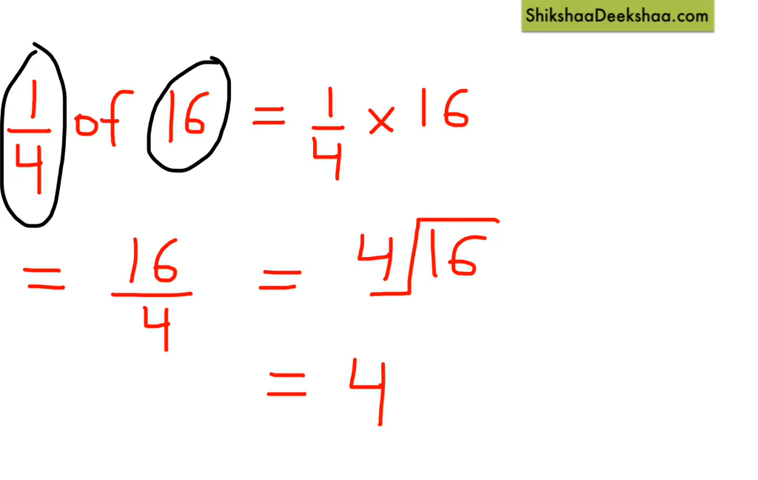 ShikshaaDeekshaa.com
1/4 of 16 = 1/4 × 16
= 16/4 = 4⟌16
= 4